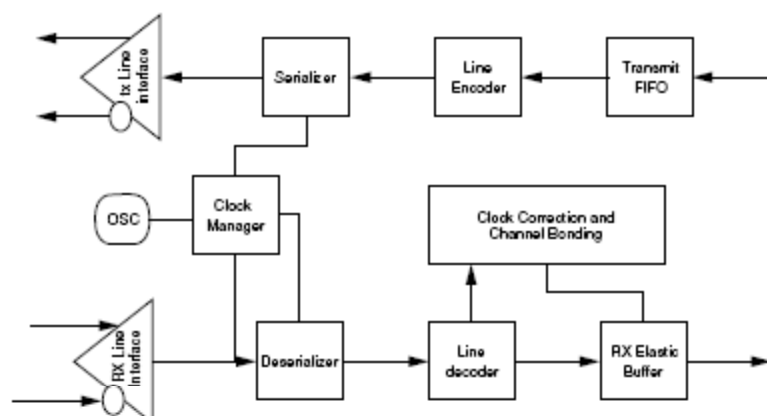 tx Line
interface
Serializer
Line
Encoder
Transmit
FIFO
OSC
Clock
Manager
Clock Correction and
Channel Bonding
RX Line
Interface
Deserializer
Line
decoder
RX Elastic
Buffer